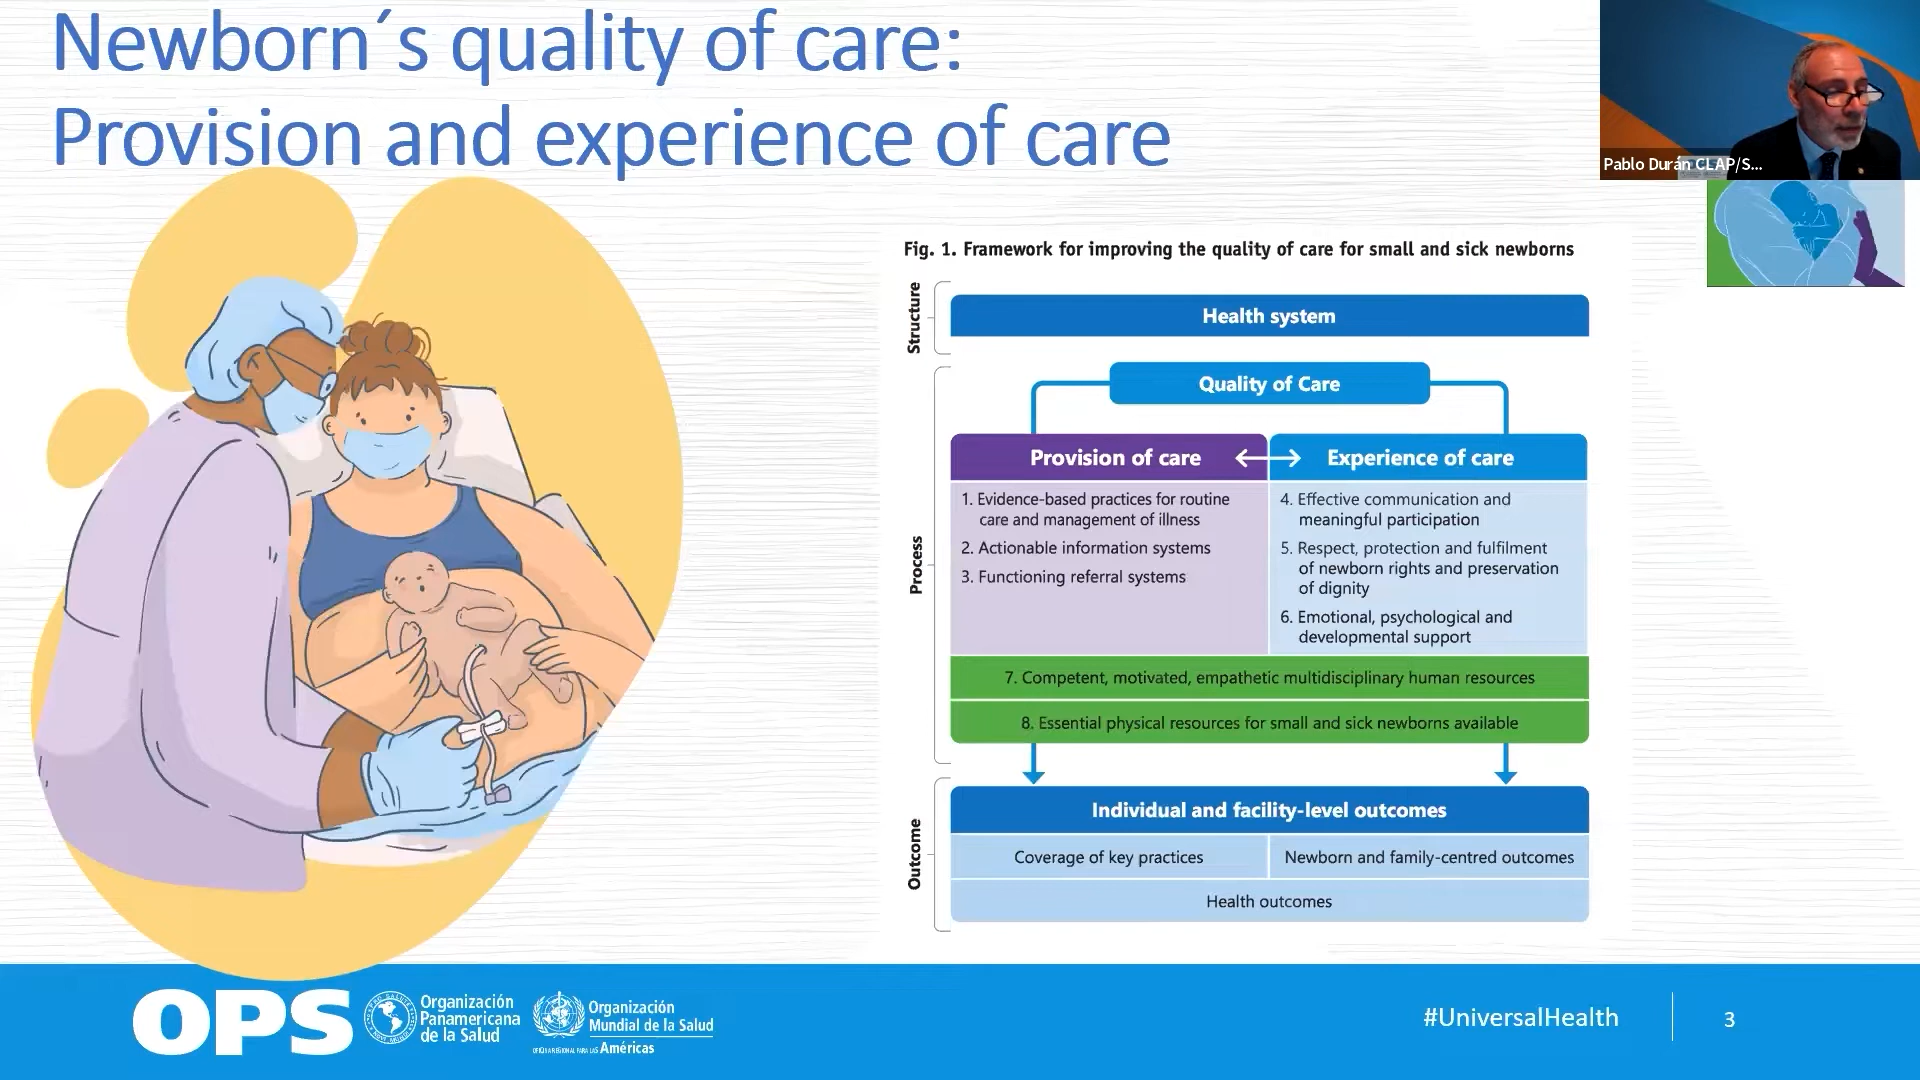 Newborn´s quality of care:
Provision and experience of care
Pablo Durán CLAP/S...
Fig. 1. Framework for improving the quality of care for small and sick newborns
Structure
Health system
Process
Quality of Care
Provision of care
Experience of care
1. Evidence-based practices for routine
care and management of illness
2. Actionable information systems
3. Functioning referral systems
4. Effective communication and
meaningful participation
5. Respect, protection and fulfilment
of newborn rights and preservation
of dignity
6. Emotional, psychological and
developmental support
7. Competent, motivated, empathetic multidisciplinary human resources
8. Essential physical resources for small and sick newborns available
Outcome
Individual and facility-level outcomes
Coverage of key practices
Newborn and family-centred outcomes
Health outcomes
OPS
Organización
Panamericana
de la Salud
Organización
Mundial de la Salud
OFICINA REGIONAL PARA LAS Américas
#UniversalHealth
3